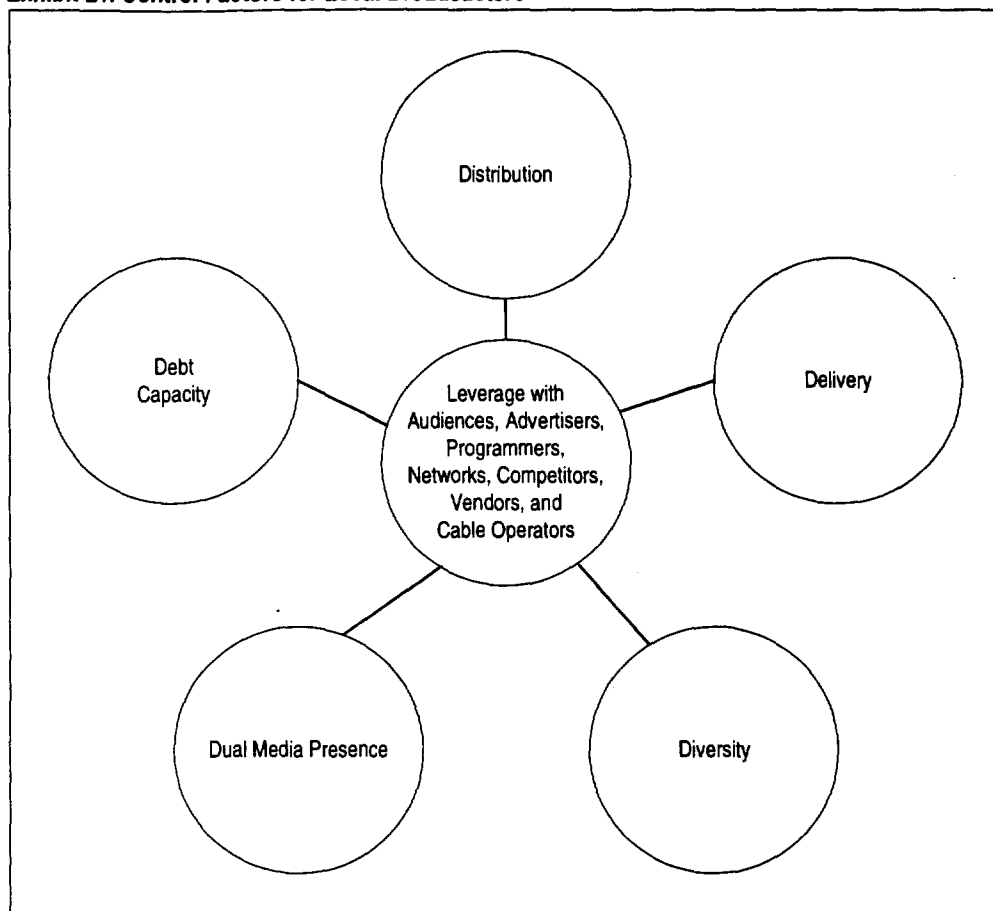 Distribution
Debt
Capacity
Delivery
Leverage with
Audiences, Advertisers,
Programmers,
Networks, Competitors,
Vendors, and
Cable Operators
Dual Media Presence
Diversity